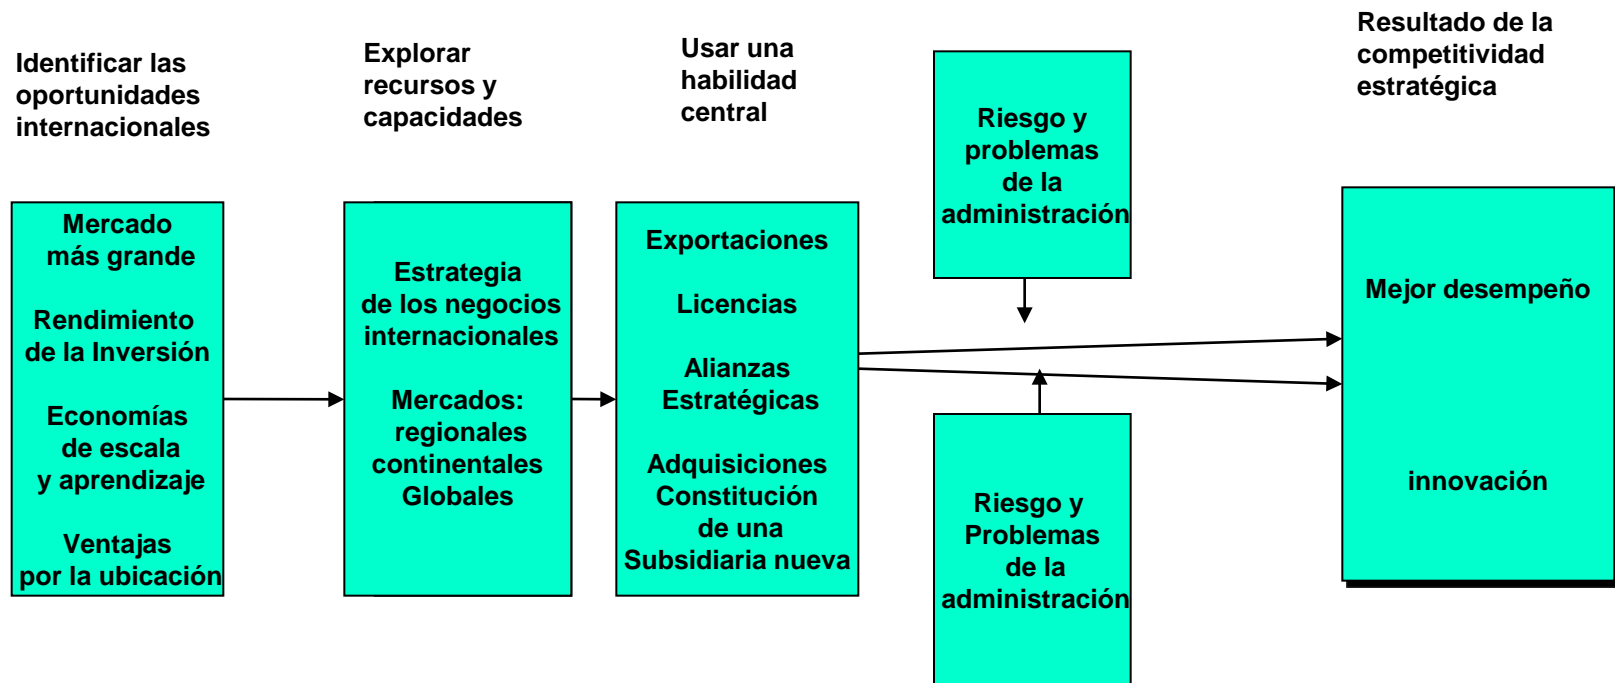 Identificar las
oportunidades
internacionales
Explorar
recursos y
capacidades
Usar una
habilidad
central
Resultado de la
competitividad
estratégica
Mercado
más grande
Rendimiento
de la Inversión
Economías
de escala
y aprendizaje
Ventajas
por la ubicación
Estrategia
de los negocios
internacionales
Mercados:
regionales
continentales
Globales
Exportaciones
Licencias
Alianzas
Estratégicas
Adquisiciones
Constitución
de una
Subsidiaria nueva
Riesgo y
problemas
de la
administración
Riesgo y
Problemas
de la
administración
Mejor desempeño
innovación